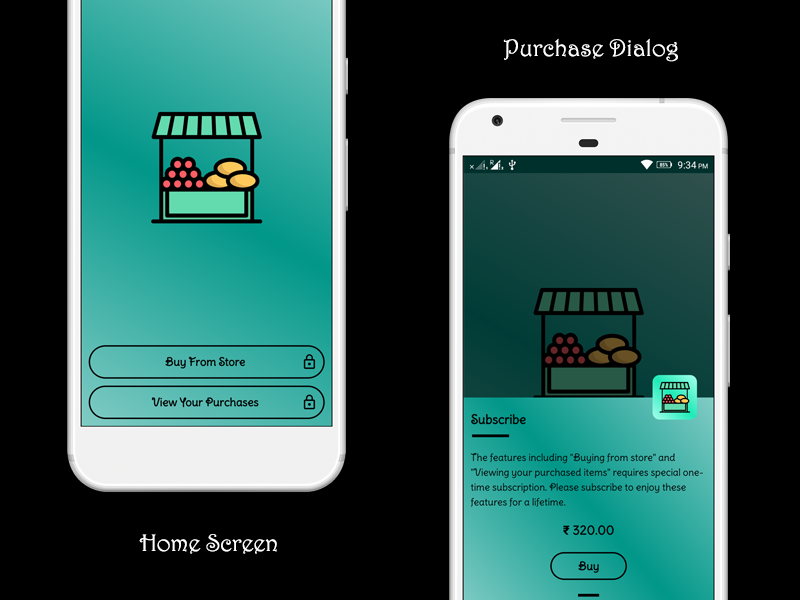 Purchase Dialog
R
85%
9:34 PM
Buy From Store
View Your Purchases
Home Screen
Subscribe
The features including "Buying from store" and
"Viewing your purchased items" requires special one-
time subscription. Please subscribe to enjoy these
features for a lifetime.
₹ 320.00
Buy